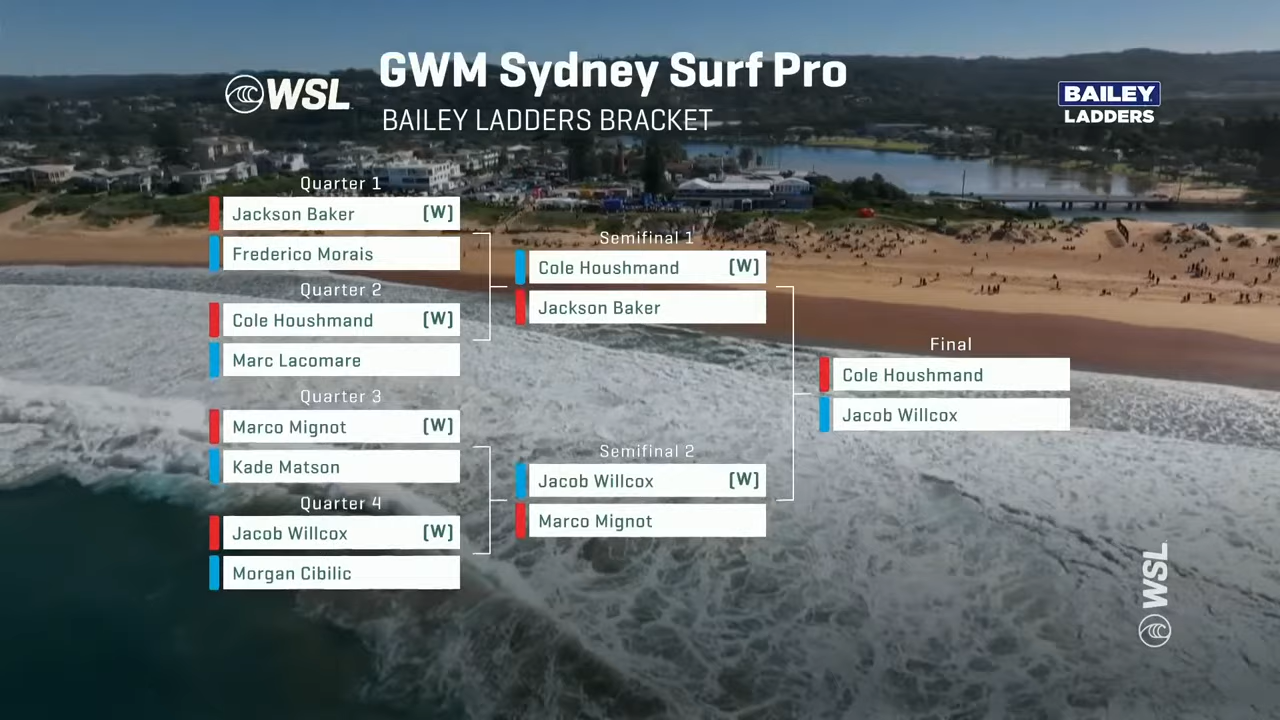 WSL
GWM Sydney Surf Pro
BAILEY LADDERS BRACKET
BAILEY
LADDERS
Quarter 1
Jackson Baker [W]
Frederico Morais
Quarter 2
Cole Houshmand [W]
Marc Lacomare
Quarter 3
Marco Mignot [W]
Kade Matson
Quarter 4
Jacob Willcox [W]
Morgan Cibilic
Semifinal 1
Cole Houshmand [W]
Jackson Baker
Semifinal 2
Jacob Willcox [W]
Marco Mignot
Final
Cole Houshmand
Jacob Willcox
WSL